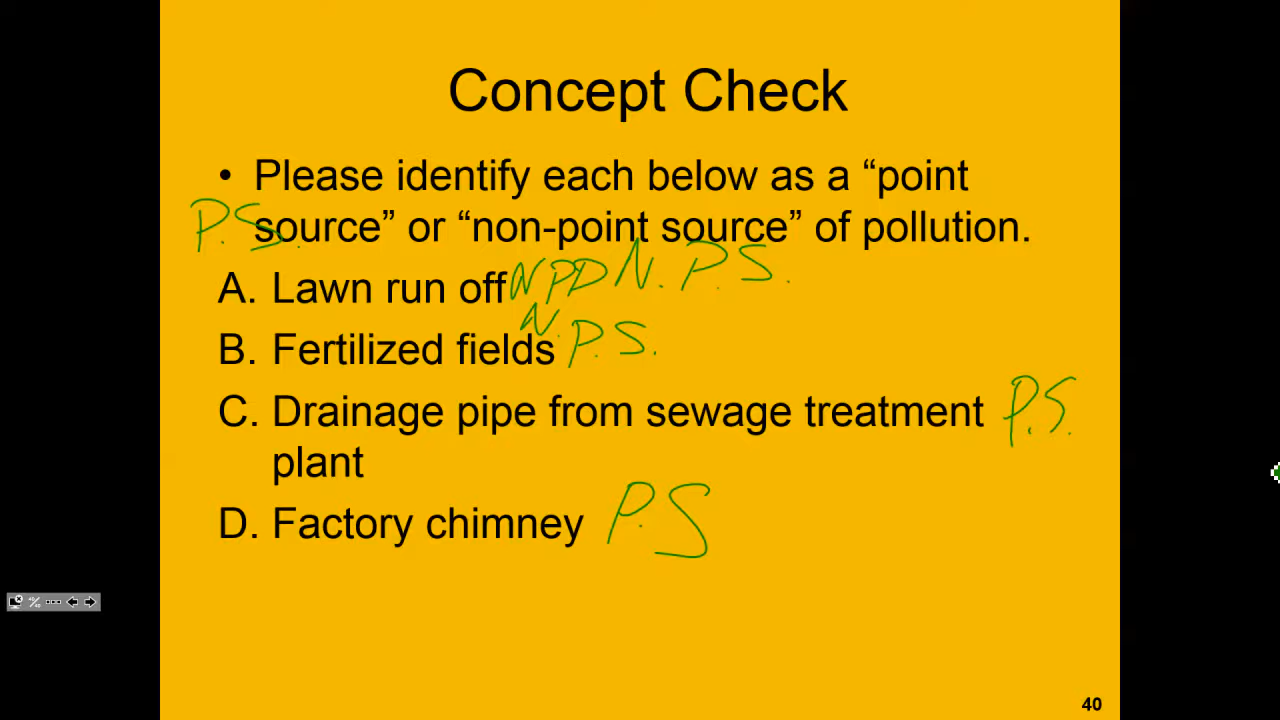 Concept Check
• Please identify each below as a “point
P.S. source” or “non-point source” of pollution.
A. Lawn run off NPD N. P. S.
B. Fertilized fields N. P. S.
C. Drainage pipe from sewage treatment P.S.
plant
D. Factory chimney P.S
40